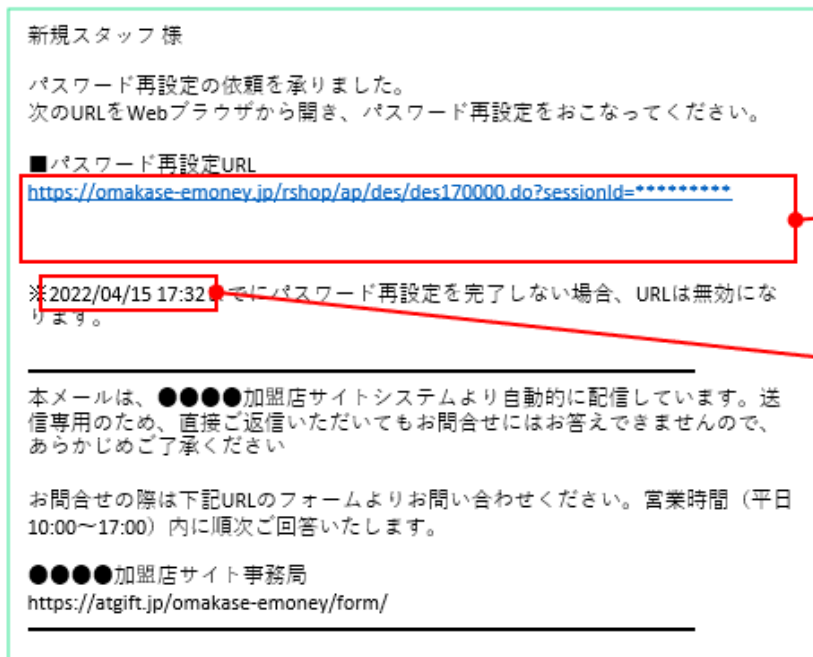 新規スタッフ 様
パスワード再設定の依頼を承りました。
次のURLをWebブラウザから開き、パスワード再設定をおこなってください。
■パスワード再設定URL
https://omakase-emoney.jp/rshop/ap/des/des170000.do?sessionId=*********
※2022/04/15 17:32までにパスワード再設定を完了しない場合、URLは無効にな
ります。
本メールは、●●●●加盟店サイトシステムより自動的に配信しています。送
信専用のため、直接ご返信いただいてもお問合せにはお答えできませんので、
あらかじめご了承ください
お問合せの際は下記URLのフォームよりお問い合わせください。営業時間（平日
10:00～17:00）内に順次ご回答いたします。
●●●●加盟店サイト事務局
https://atgift.jp/omakase-emoney/form/